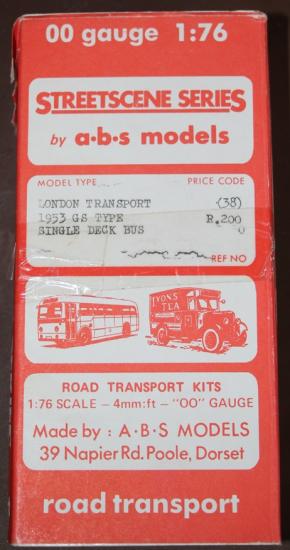 00 gauge 1:76
STREETSCENE SERIES
by a·b·s models
MODEL TYPE PRICE CODE
LONDON TRANSPORT (38)
1953 GS TYPE R.200
SINGLE DECK BUS 0
REF NO
LYONS'
TEA
ROAD TRANSPORT KITS
1:76 SCALE – 4mm:ft – "OO" GAUGE
Made by : A·B·S MODELS
39 Napier Rd. Poole, Dorset
road transport